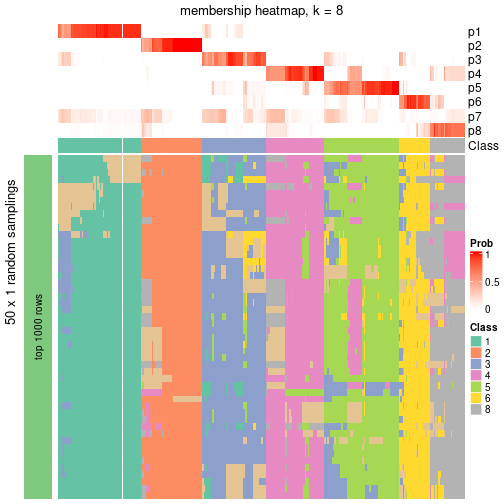 membership heatmap, k = 8
p1
p2
p3
p4
p5
p6
p7
p8
Class
50 x 1 random samplings
top 1000 rows
Prob
1
0.5
0
Class
1
2
3
4
5
6
8